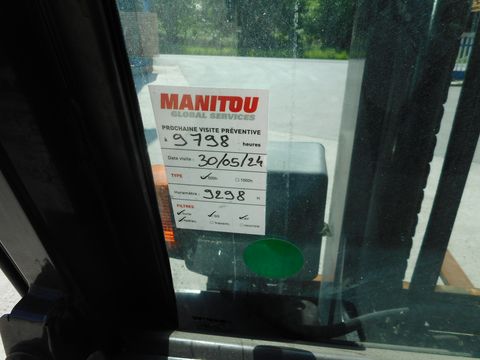 MANITOU
GLOBAL SERVICES
PROCHAINE VISITE PRÉVENTIVE
à 9798 heures
Date visite : 30/05/24
TYPE ✓500h □1000h
Horamètre : 9298 H
FILTRES